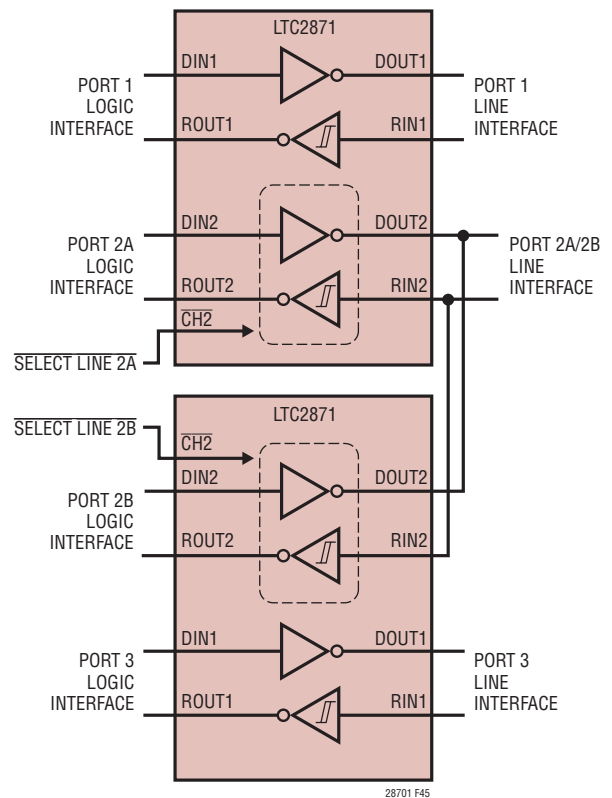 LTC2871
DIN1
DOUT1
PORT 1
LOGIC
INTERFACE
PORT 1
LINE
INTERFACE
ROUT1
RIN1
DIN2
DOUT2
PORT 2A
LOGIC
INTERFACE
PORT 2A/2B
LINE
INTERFACE
ROUT2
RIN2
CH2
SELECT LINE 2A
LTC2871
SELECT LINE 2B
CH2
DIN2
DOUT2
PORT 2B
LOGIC
INTERFACE
ROUT2
RIN2
DIN1
DOUT1
PORT 3
LOGIC
INTERFACE
PORT 3
LINE
INTERFACE
ROUT1
RIN1
28701 F45